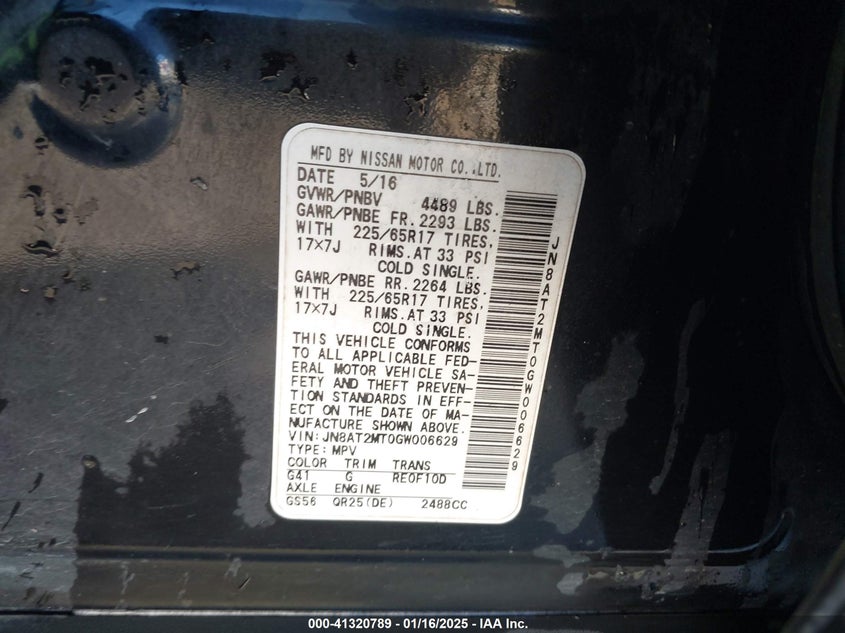 MFD BY NISSAN MOTOR CO.,LTD.
DATE 5/16
GVWR/PNBV 4489 LBS.
GAWR/PNBE FR. 2293 LBS.
WITH 225/65R17 TIRES,
17×7J RIMS.AT 33 PSI
COLD SINGLE.
GAWR/PNBE RR. 2264 LBS.
WITH 225/65R17 TIRES,
17×7J RIMS.AT 33 PSI
COLD SINGLE.
THIS VEHICLE CONFORMS
TO ALL APPLICABLE FED-
ERAL MOTOR VEHICLE SA-
FETY AND THEFT PREVEN-
TION STANDARDS IN EFF-
ECT ON THE DATE OF MA-
NUFACTURE SHOWN ABOVE.
VIN:JN8AT2MT0GW006629
TYPE:MPV
COLOR TRIM TRANS
G41 G RE0F10D
AXLE ENGINE
GS56 QR25(DE) 2488CC
JN8AT2MT0GW006629
000-41320789 - 01/16/2025 - IAA Inc.